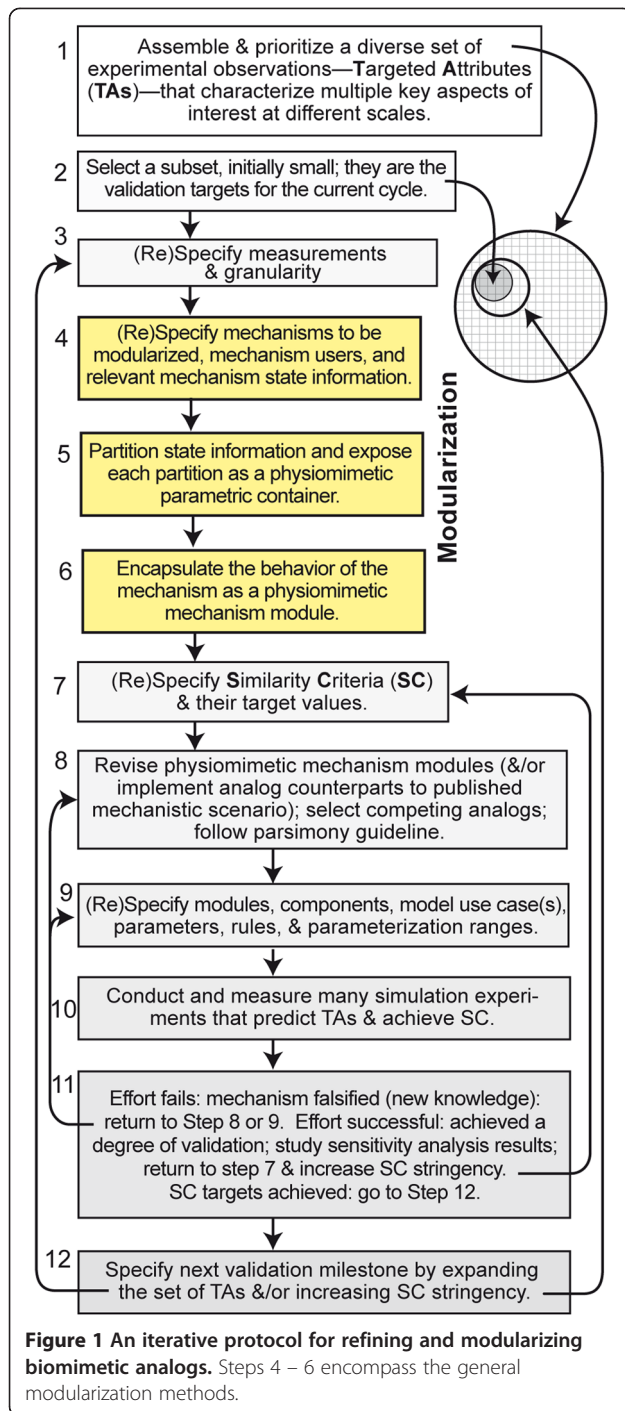 1
Assemble & prioritize a diverse set of
experimental observations—Targeted Attributes
(TAs)—that characterize multiple key aspects of
interest at different scales.
2
Select a subset, initially small; they are the
validation targets for the current cycle.
3
(Re)Specify measurements
& granularity
4
(Re)Specify mechanisms to be
modularized, mechanism users, and
relevant mechanism state information.
5
Partition state information and expose
each partition as a physiomimetic
parametric container.
6
Encapsulate the behavior of the
mechanism as a physiomimetic
mechanism module.
Modularization
7
(Re)Specify Similarity Criteria (SC)
& their target values.
8
Revise physiomimetic mechanism modules (&/or
implement analog counterparts to published
mechanistic scenario); select competing analogs;
follow parsimony guideline.
9
(Re)Specify modules, components, model use case(s),
parameters, rules, & parameterization ranges.
10
Conduct and measure many simulation experi-
ments that predict TAs & achieve SC.
11
Effort fails: mechanism falsified (new knowledge):
return to Step 8 or 9. Effort successful: achieved a
degree of validation; study sensitivity analysis results;
return to step 7 & increase SC stringency.
SC targets achieved: go to Step 12.
12
Specify next validation milestone by expanding
the set of TAs &/or increasing SC stringency.
Figure 1 An iterative protocol for refining and modularizing
biomimetic analogs. Steps 4 – 6 encompass the general
modularization methods.